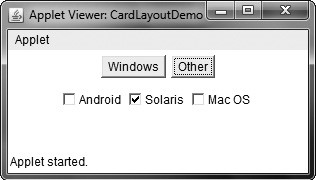 Applet Viewer: CardLayoutDemo
Applet
Windows Other
Android Solaris Mac OS
Applet started.